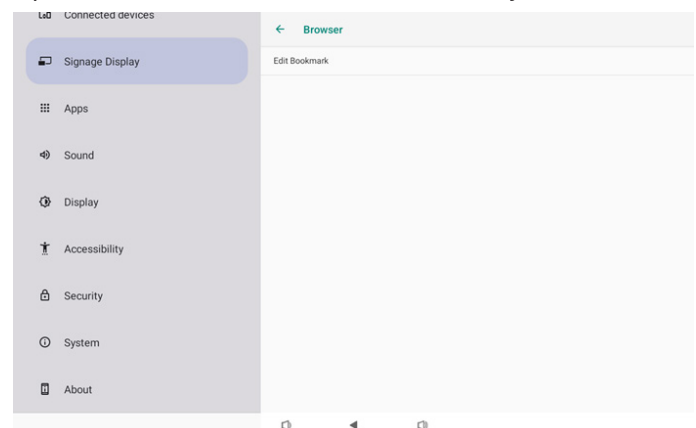 Connected devices
Signage Display
Apps
Sound
Display
Accessibility
Security
System
About
Browser
Edit Bookmark